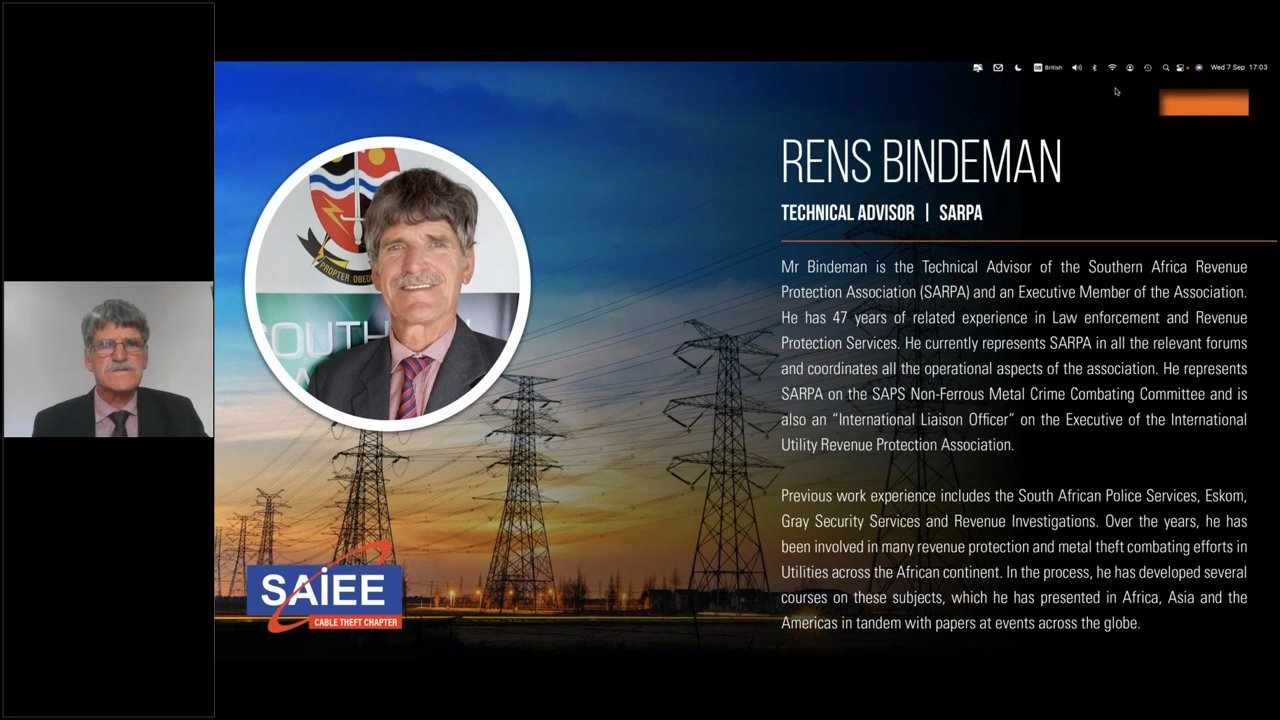 British
Wed 7 Sep 17:03
RENS BINDEMAN
TECHNICAL ADVISOR | SARPA
Mr Bindeman is the Technical Advisor of the Southern Africa Revenue
Protection Association (SARPA) and an Executive Member of the Association.
He has 47 years of related experience in Law enforcement and Revenue
Protection Services. He currently represents SARPA in all the relevant forums
and coordinates all the operational aspects of the association. He represents
SARPA on the SAPS Non-Ferrous Metal Crime Combating Committee and is
also an “International Liaison Officer” on the Executive of the International
Utility Revenue Protection Association.
Previous work experience includes the South African Police Services, Eskom,
Gray Security Services and Revenue Investigations. Over the years, he has
been involved in many revenue protection and metal theft combating efforts in
Utilities across the African continent. In the process, he has developed several
courses on these subjects, which he has presented in Africa, Asia and the
Americas in tandem with papers at events across the globe.
PROPTER OBED
SOUTH
SAIEE
CABLE THEFT CHAPTER